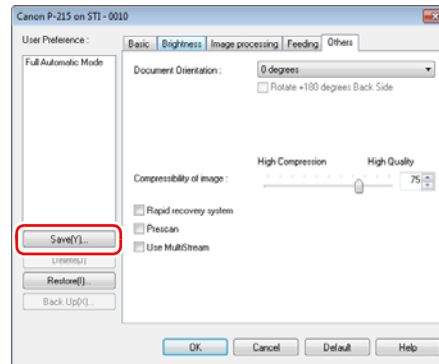 Canon P-215 on STI - 0010
User Preference :
Full Automatic Mode
Save(Y)...
Delete(J)
Restore(I)...
Back Up(X)...
Basic Brightness Image processing Feeding Others
Document Orientation : 0 degrees
Rotate +180 degrees Back Side
High Compression High Quality
Compressibility of image : 75
Rapid recovery system
Prescan
Use MultiStream
OK Cancel Default Help